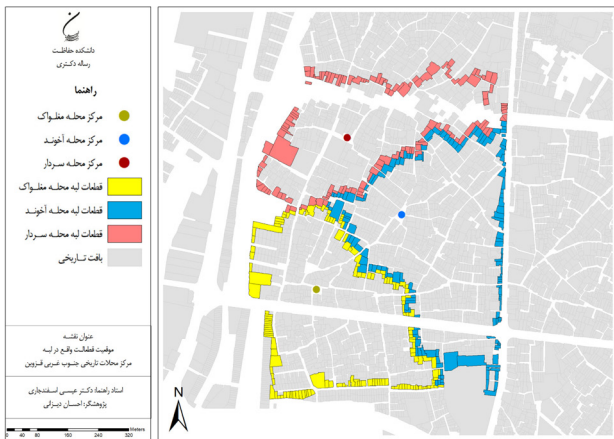 دانشکده حفاظت
رساله دکتری
راهنما
مرکز محله مغلواک
مرکز محله آخوند
مرکز محله سردار
قطعات لبه محله مغلواک
قطعات لبه محله آخوند
قطعات لبه محله سردار
بافت تاریخی
عنوان نقشه
موقعیت قطعات واقع در لبه
مرکز محلات تاریخی جنوب غربی قزوین
استاد راهنما: دکتر عیسی اسفنجاری
پژوهشگر: احسان دیزانی
Meters
0 40 80 160 240 320
N